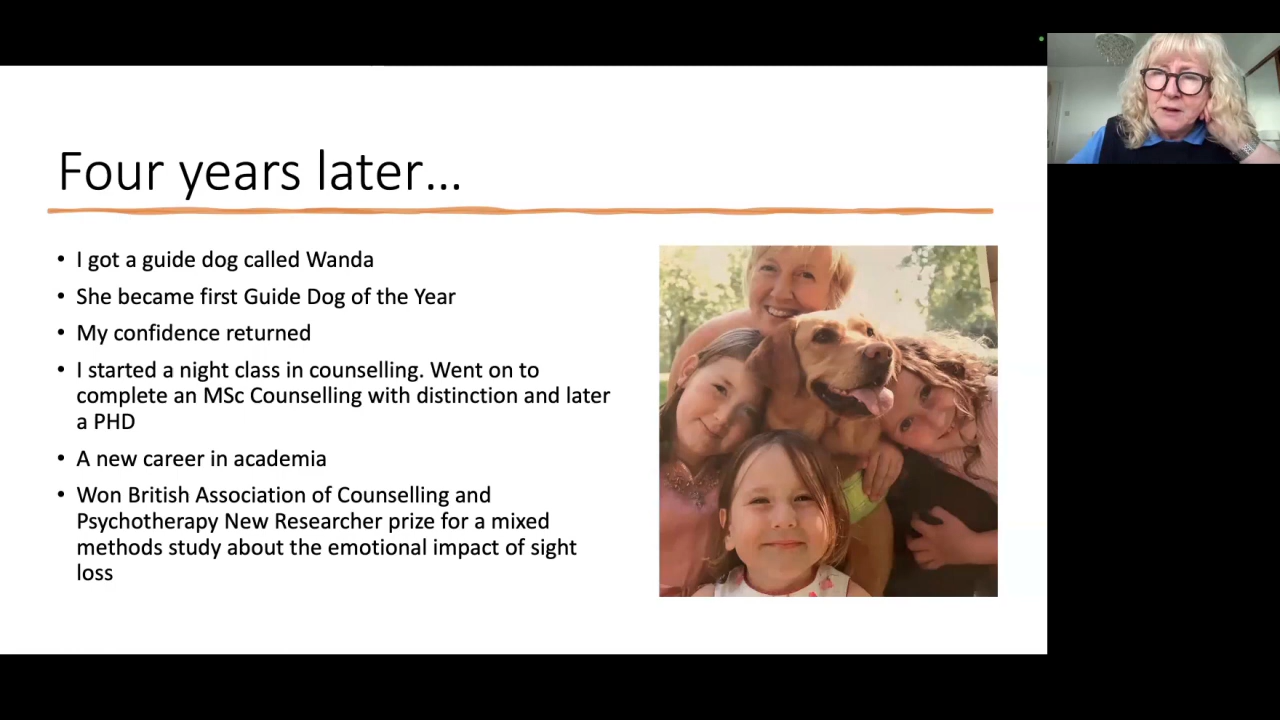 Four years later...
• I got a guide dog called Wanda
• She became first Guide Dog of the Year
• My confidence returned
• I started a night class in counselling. Went on to
complete an MSc Counselling with distinction and later
a PHD
• A new career in academia
• Won British Association of Counselling and
Psychotherapy New Researcher prize for a mixed
methods study about the emotional impact of sight
loss